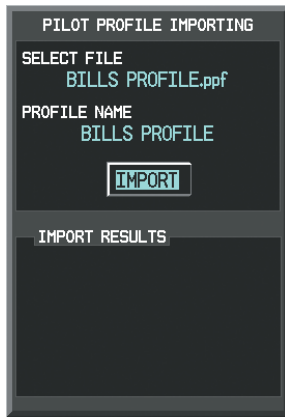 PILOT PROFILE IMPORTING
SELECT FILE
BILLS PROFILE.ppf
PROFILE NAME
BILLS PROFILE
IMPORT
IMPORT RESULTS